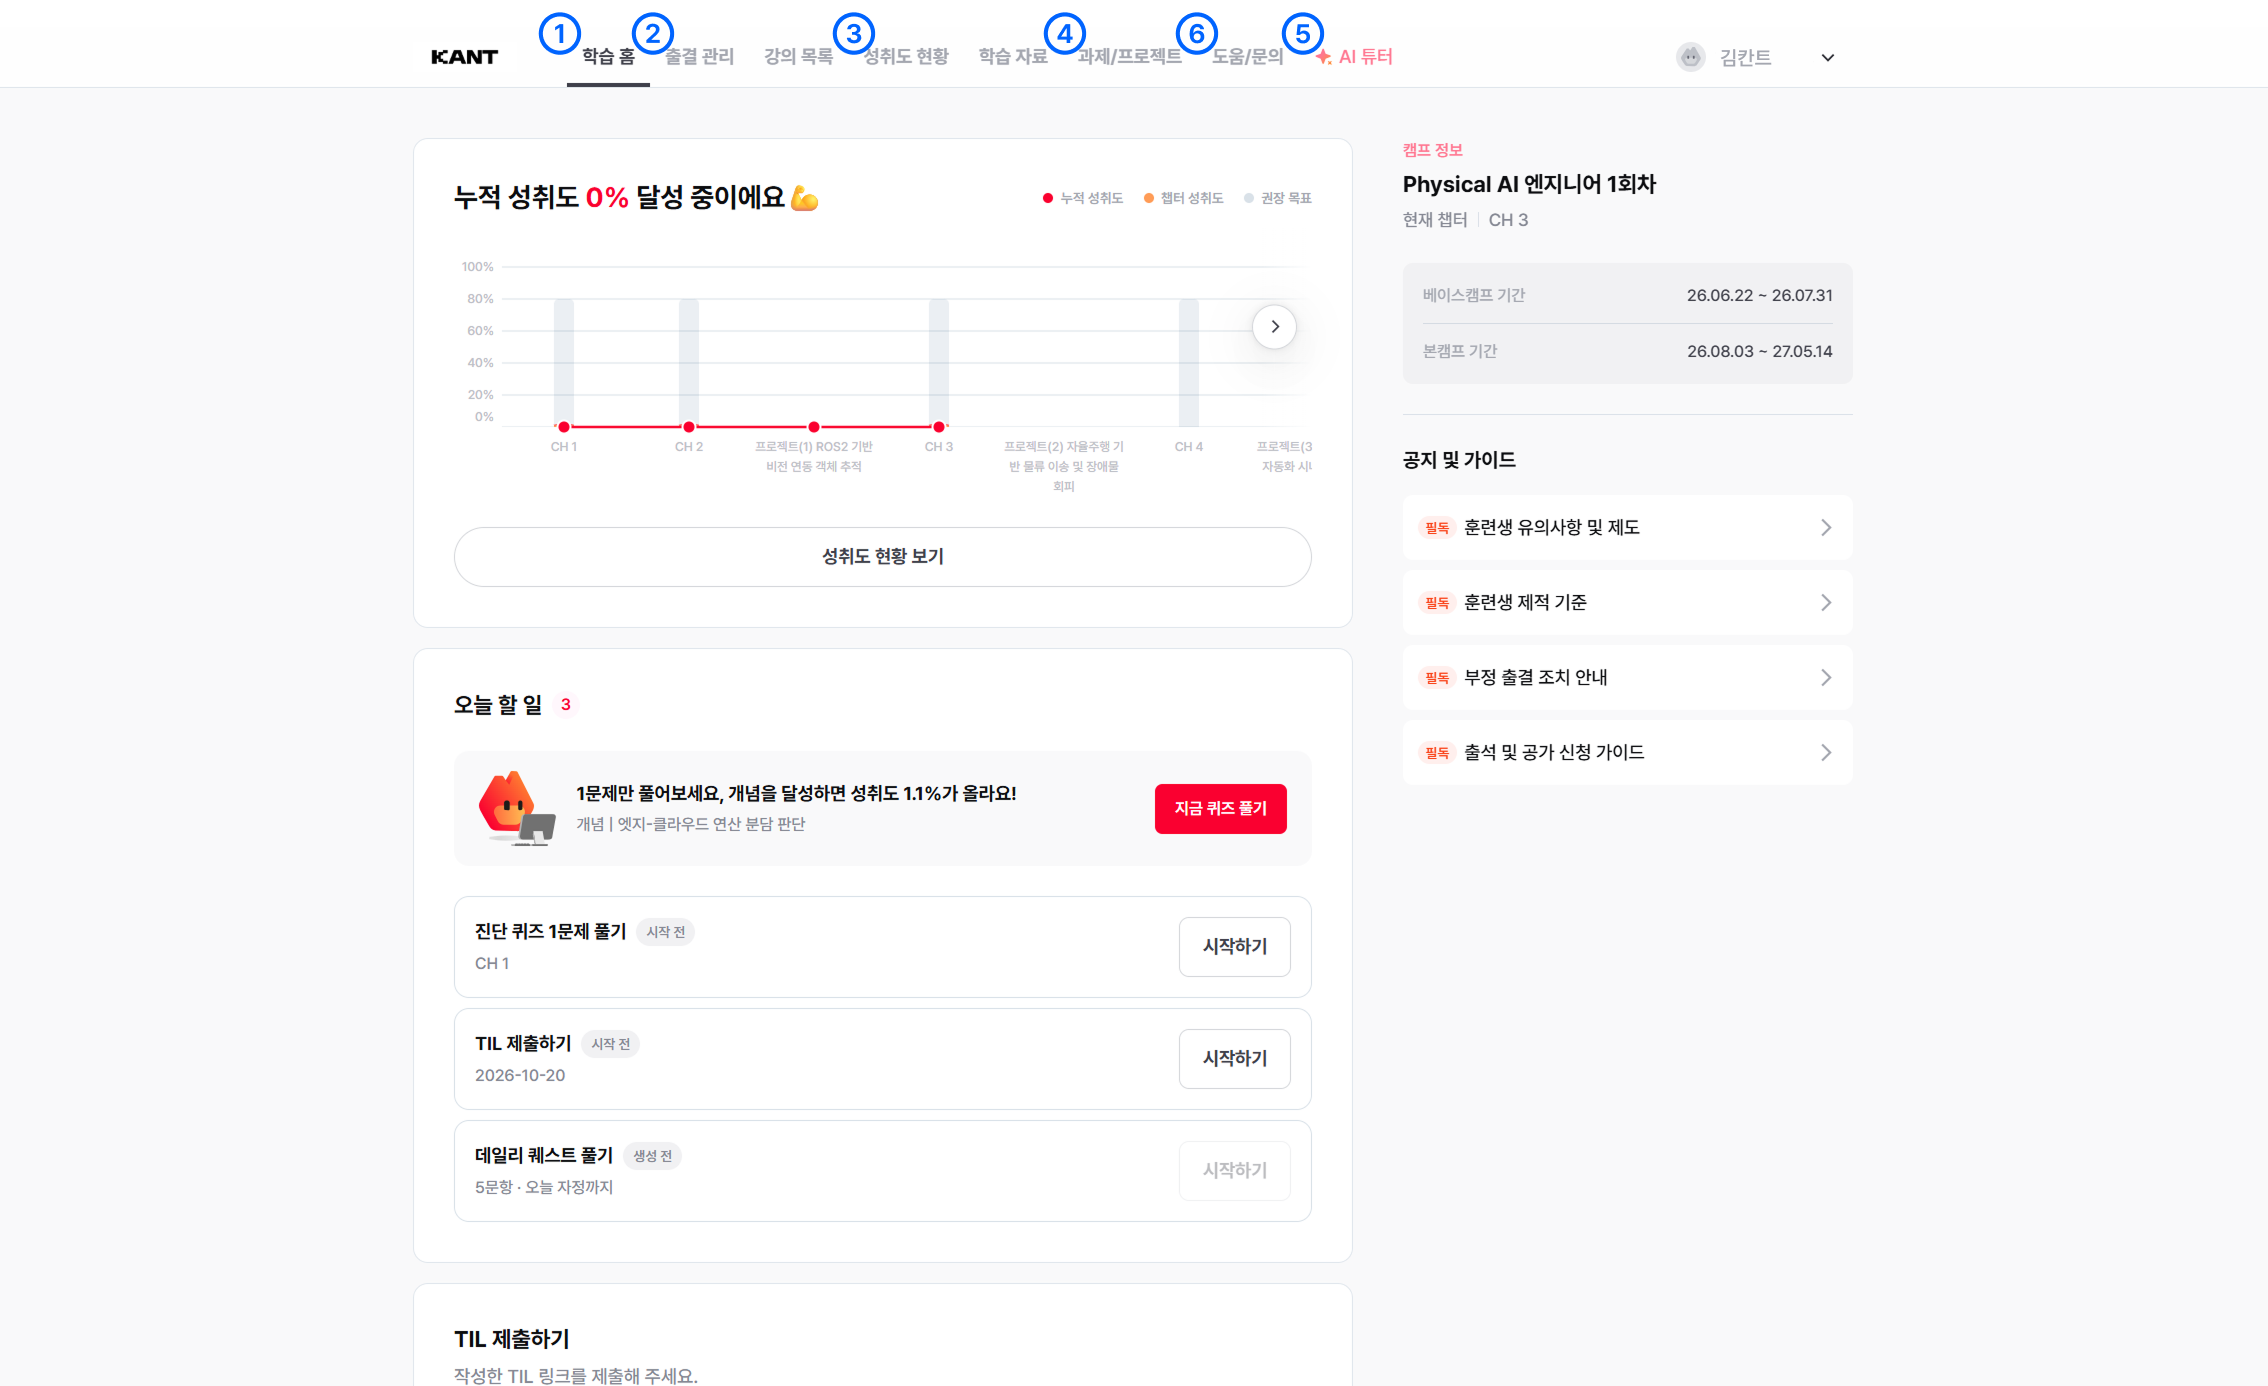 1 2 3 4 6 5
KANT 학습 홈 출결 관리 강의 목록 성취도 현황 학습 자료 과제/프로젝트 도움/문의 AI 튜터 김칸트
누적 성취도 0% 달성 중이에요💪
누적 성취도 챕터 성취도 권장 목표
100%
80%
60%
40%
20%
0%
CH 1 CH 2 프로젝트(1) ROS2 기반 CH 3 프로젝트(2) 자율주행 기 CH 4 프로젝트(3
비전 연동 객체 추적 반 물류 이송 및 장애물 자동화 시나
회피
성취도 현황 보기
오늘 할 일 3
1문제만 풀어보세요, 개념을 달성하면 성취도 1.1%가 올라요!
개념 | 엣지-클라우드 연산 분담 판단
지금 퀴즈 풀기
진단 퀴즈 1문제 풀기 시작 전
CH 1
시작하기
TIL 제출하기 시작 전
2026-10-20
시작하기
데일리 퀘스트 풀기 생성 전
5문항 · 오늘 자정까지
시작하기
TIL 제출하기
작성한 TIL 링크를 제출해 주세요.
캠프 정보
Physical AI 엔지니어 1회차
현재 챕터 | CH 3
베이스캠프 기간 26.06.22 ~ 26.07.31
본캠프 기간 26.08.03 ~ 27.05.14
공지 및 가이드
필독 훈련생 유의사항 및 제도
필독 훈련생 제적 기준
필독 부정 출결 조치 안내
필독 출석 및 공가 신청 가이드